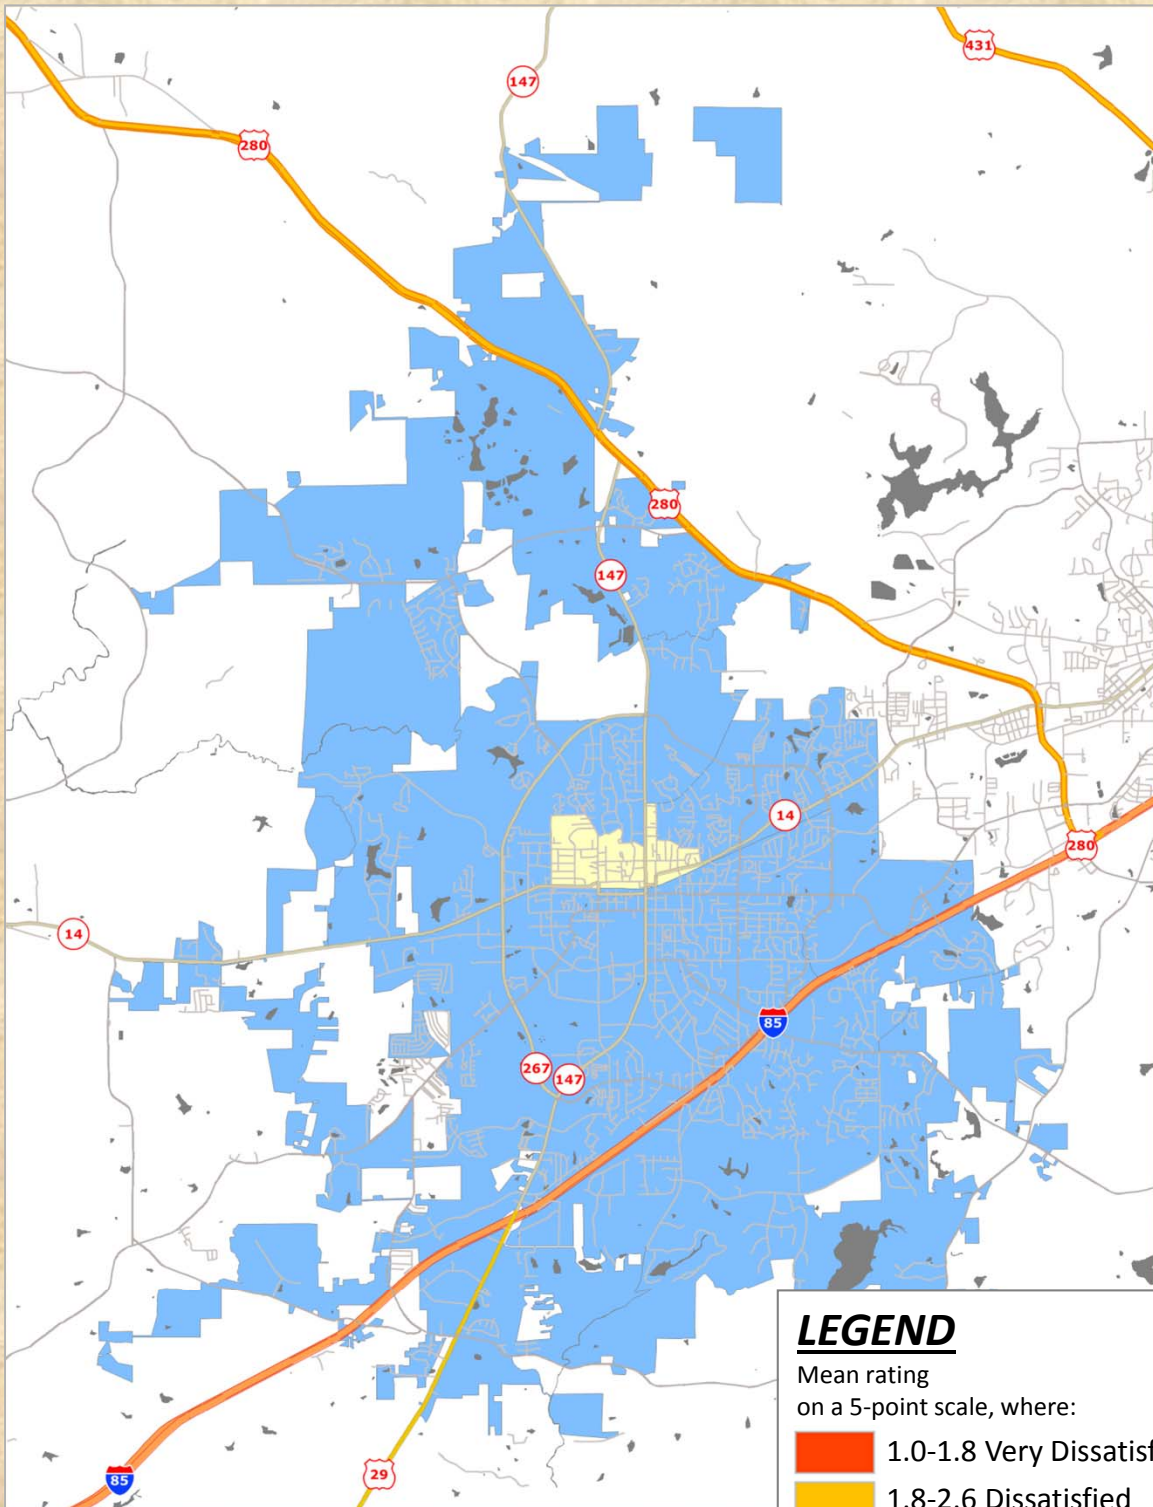 431
147
280
280
147
14
280
14
85
267
147
29
85
LEGEND
Mean rating
on a 5-point scale, where:
1.0-1.8 Very Dissatisf
1.8-2.6 Dissatisfied